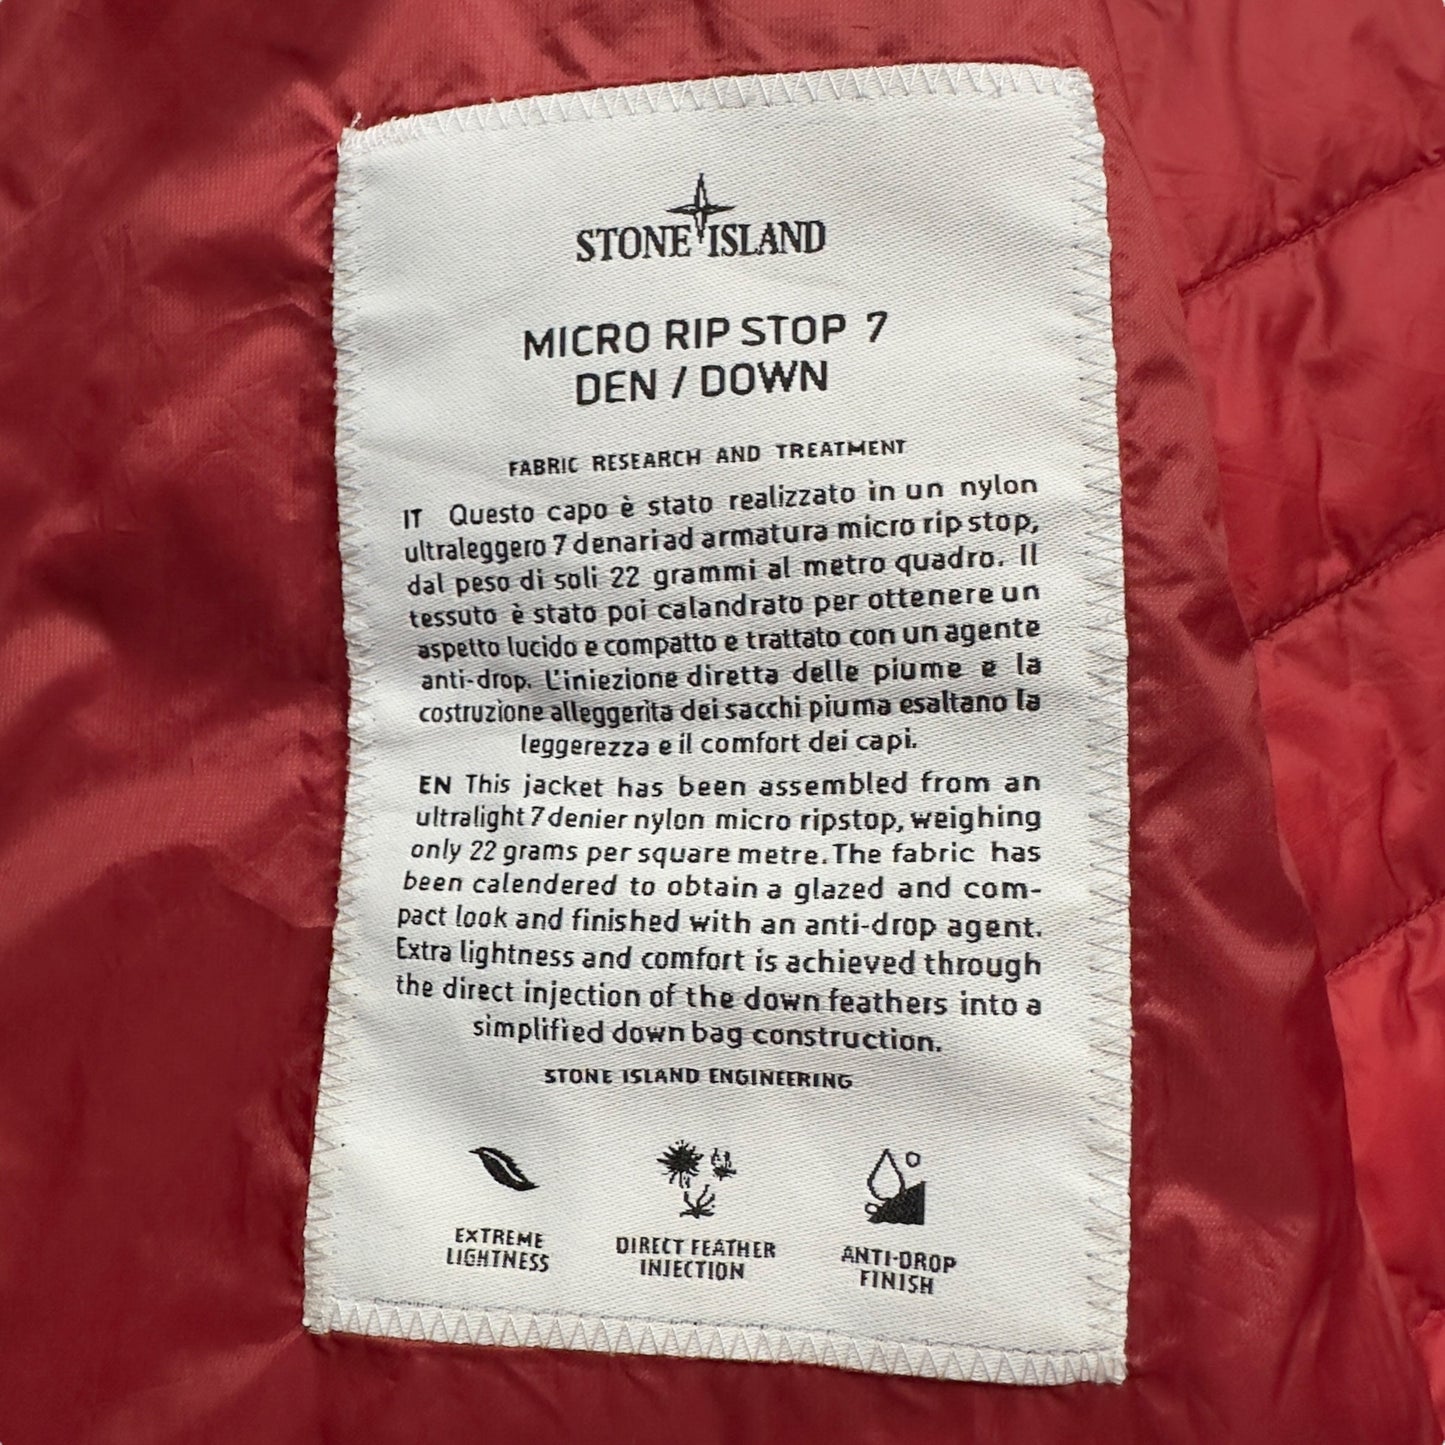 STONE ISLAND
MICRO RIP STOP 7
DEN / DOWN
FABRIC RESEARCH AND TREATMENT
IT Questo capo è stato realizzato in un nylon
ultraleggero 7 denari ad armatura micro rip stop,
dal peso di soli 22 grammi al metro quadro. Il
tessuto è stato poi calandrato per ottenere un
aspetto lucido e compatto e trattato con un agente
anti-drop. L'iniezione diretta delle piume e la
costruzione alleggerita dei sacchi piuma esaltano la
leggerezza e il comfort dei capi.
EN This jacket has been assembled from an
ultralight 7 denier nylon micro ripstop, weighing
only 22 grams per square metre. The fabric has
been calendered to obtain a glazed and com-
pact look and finished with an anti-drop agent.
Extra lightness and comfort is achieved through
the direct injection of the down feathers into a
simplified down bag construction.
STONE ISLAND ENGINEERING
EXTREME
LIGHTNESS
DIRECT FEATHER
INJECTION
ANTI-DROP
FINISH